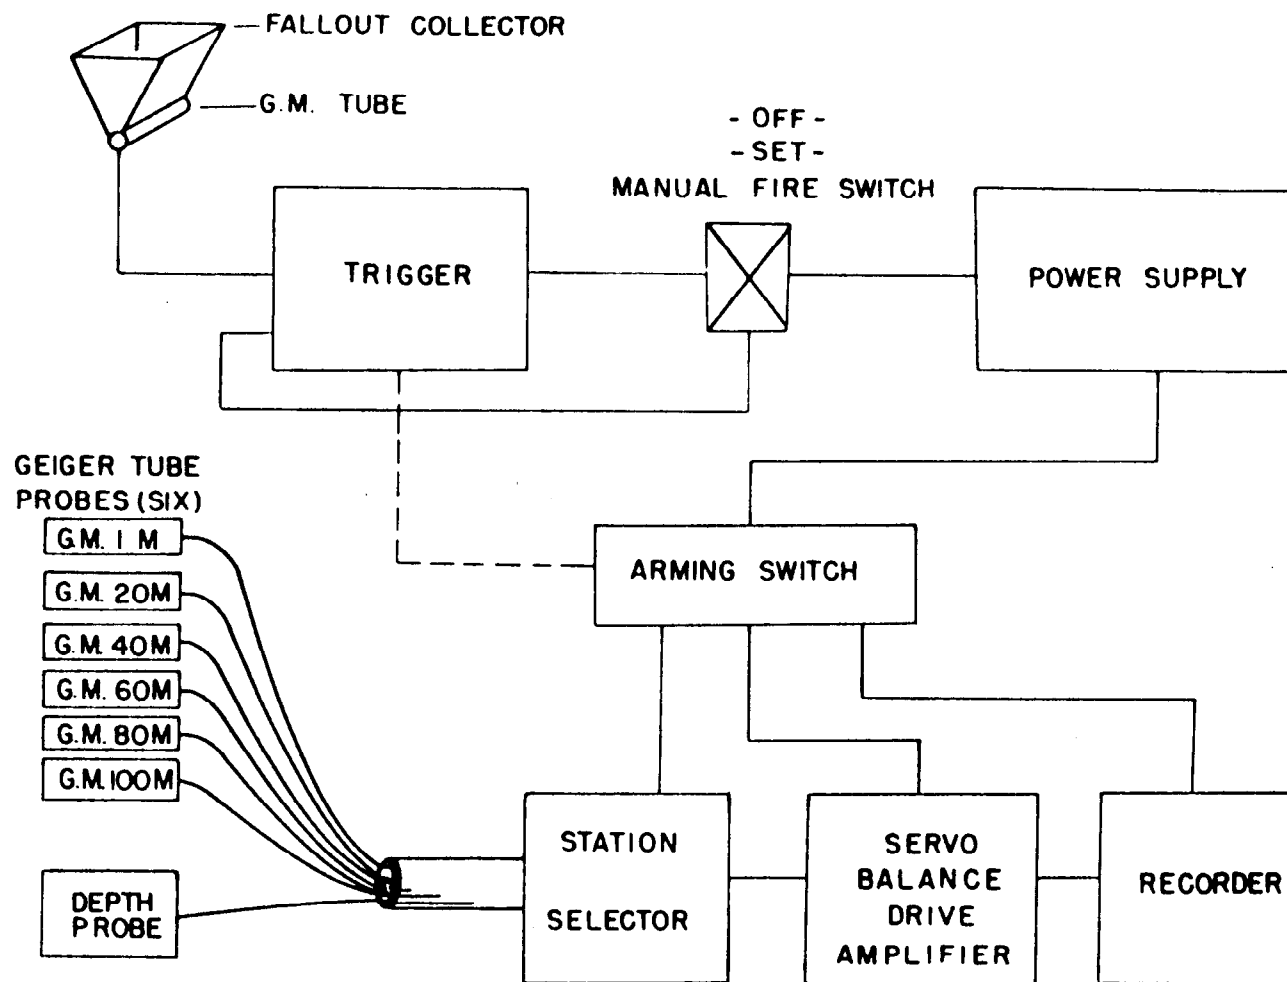 FALLOUT COLLECTOR
G.M. TUBE
- OFF -
- SET -
MANUAL FIRE SWITCH
TRIGGER
POWER SUPPLY
GEIGER TUBE
PROBES (SIX)
G.M. 1 M
G.M. 20M
G.M. 40M
G.M. 60M
G.M. 80M
G.M. 100M
DEPTH
PROBE
ARMING SWITCH
STATION
SELECTOR
SERVO
BALANCE
DRIVE
AMPLIFIER
RECORDER